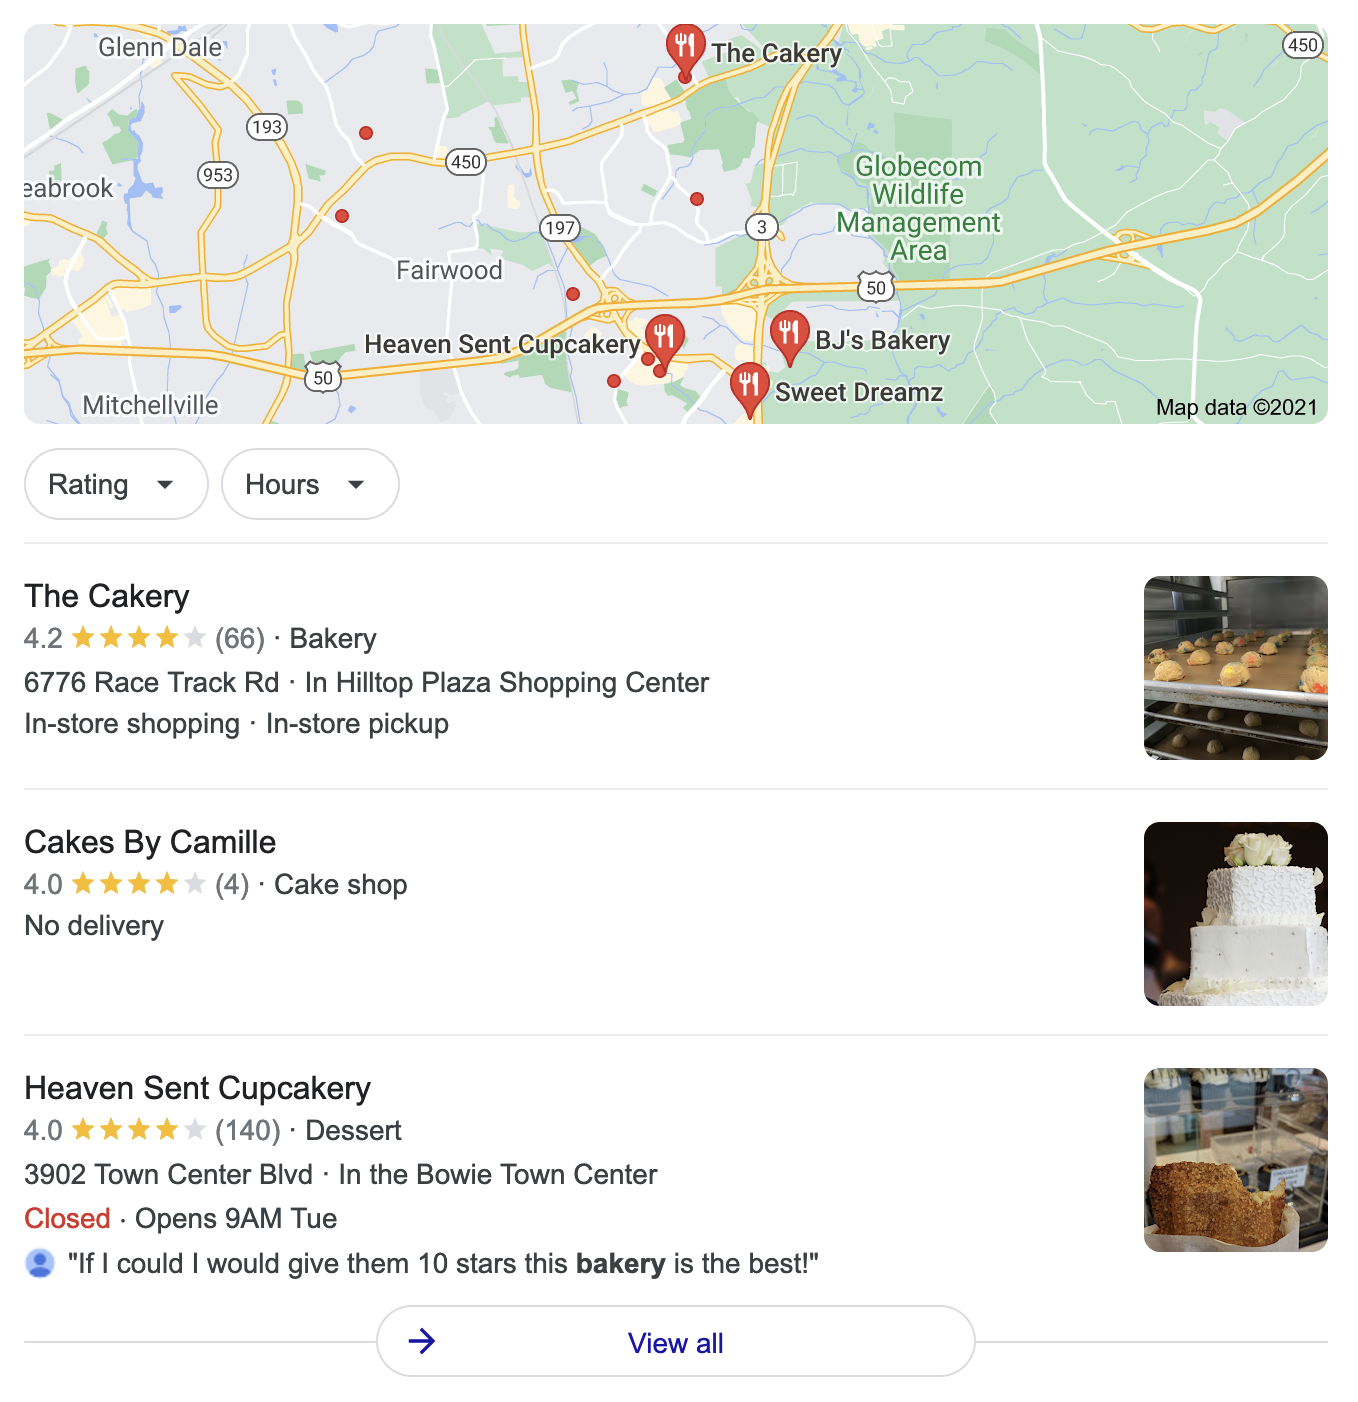 Glenn Dale
The Cakery
450
193
450
953
eabrook
Globecom
Wildlife
Management
Area
197
3
Fairwood
50
Heaven Sent Cupcakery
BJ's Bakery
50
Sweet Dreamz
Mitchellville
Map data ©2021
Rating
Hours
The Cakery
4.2 (66) · Bakery
6776 Race Track Rd · In Hilltop Plaza Shopping Center
In-store shopping · In-store pickup
Cakes By Camille
4.0 (4) · Cake shop
No delivery
Heaven Sent Cupcakery
4.0 (140) · Dessert
3902 Town Center Blvd · In the Bowie Town Center
Closed · Opens 9AM Tue
"If I could I would give them 10 stars this bakery is the best!"
View all